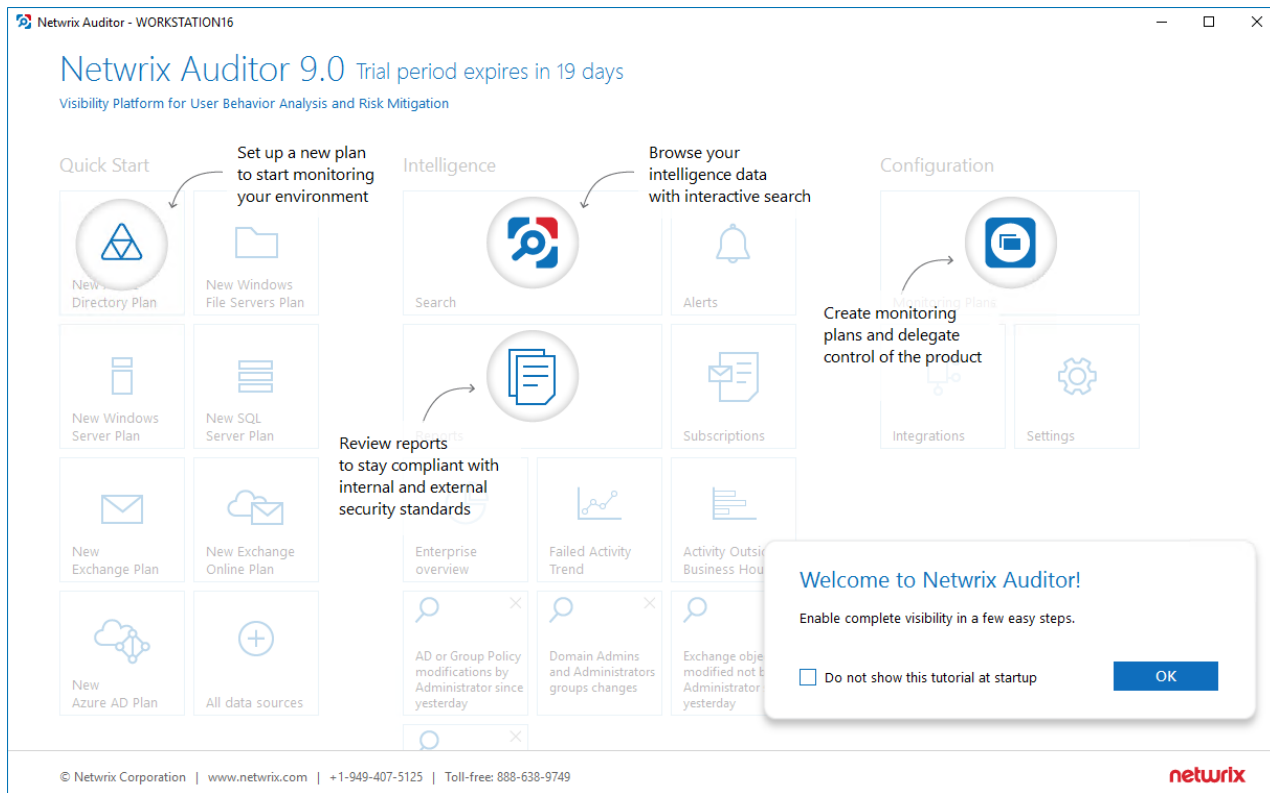 Netwrix Auditor - WORKSTATION16
Netwrix Auditor 9.0 Trial period expires in 19 days
Visibility Platform for User Behavior Analysis and Risk Mitigation
Quick Start
Set up a new plan
to start monitoring
your environment
New
Directory Plan
New Windows
File Servers Plan
New Windows
Server Plan
New SQL
Server Plan
New
Exchange Plan
New Exchange
Online Plan
New
Azure AD Plan
All data sources
Intelligence
Browse your
intelligence data
with interactive search
Search
Alerts
Reports
Review reports
to stay compliant with
internal and external
security standards
Subscriptions
Enterprise
overview
Failed Activity
Trend
Activity Outsi
Business Hou
AD or Group Policy
modifications by
Administrator since
yesterday
Domain Admins
and Administrators
groups changes
Exchange obje
modified not b
Administrator
yesterday
Configuration
Monitoring Plans
Create monitoring
plans and delegate
control of the product
Integrations
Settings
Welcome to Netwrix Auditor!
Enable complete visibility in a few easy steps.
Do not show this tutorial at startup
OK
© Netwrix Corporation | www.netwrix.com | +1-949-407-5125 | Toll-free: 888-638-9749
netwrix